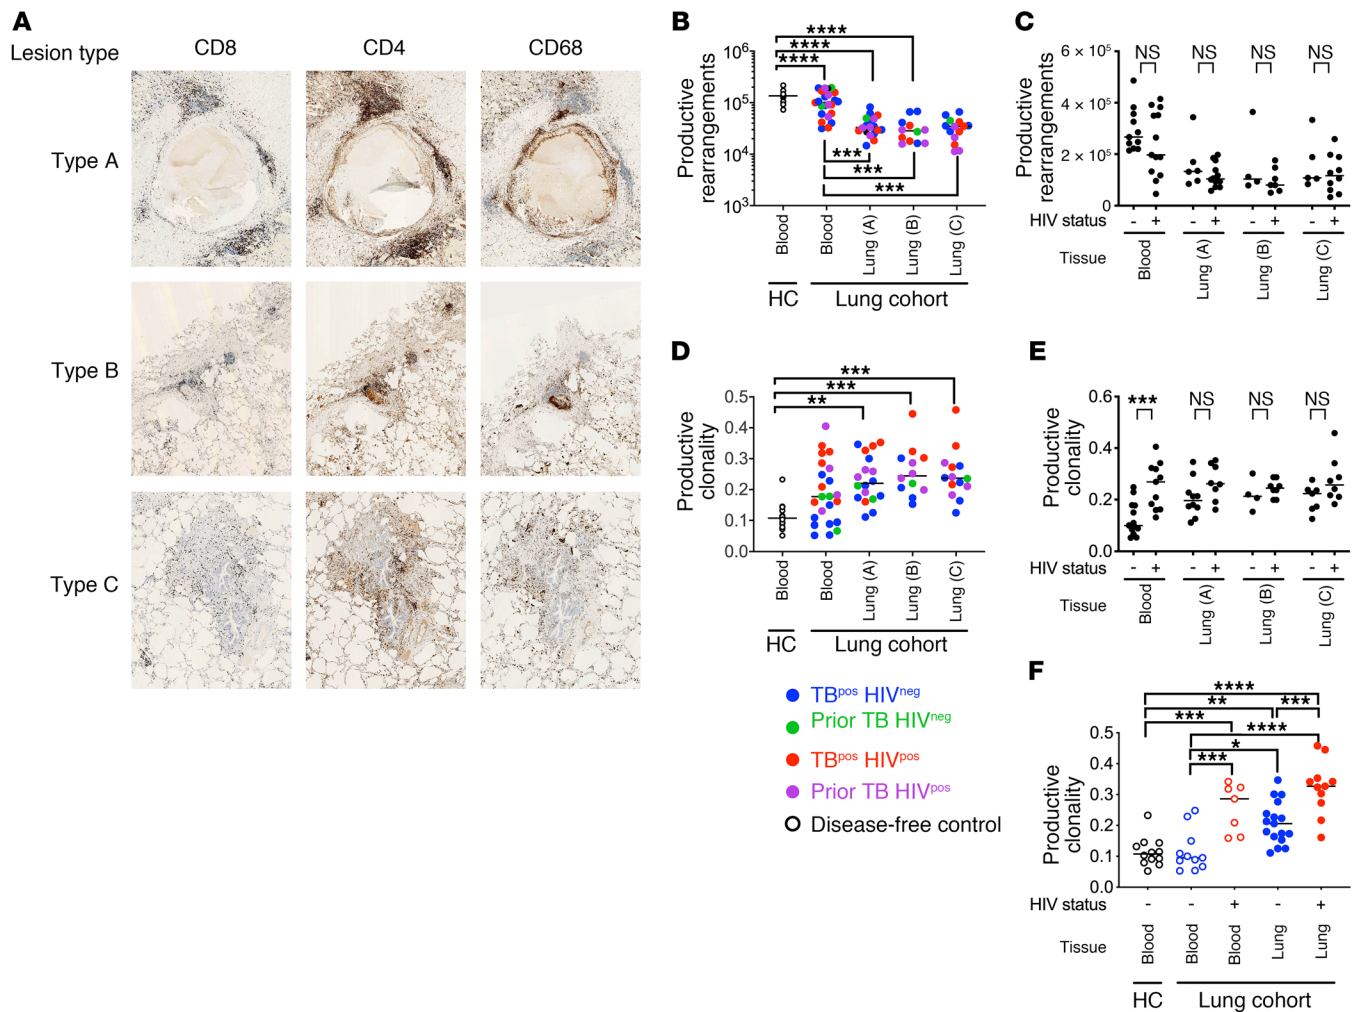 A
Lesion type
CD8
CD4
CD68
Type A
Type B
Type C
B
Productive
rearrangements
10⁶
10⁵
10⁴
10³
****
****
****
***
***
***
Blood
Blood
Lung (A)
Lung (B)
Lung (C)
HC
Lung cohort
C
Productive
rearrangements
6 × 10⁵
4 × 10⁵
2 × 10⁵
0
NS
NS
NS
NS
HIV status
- + - + - + - +
Tissue
Blood
Lung (A)
Lung (B)
Lung (C)
D
Productive
clonality
0.5
0.4
0.3
0.2
0.1
0.0
***
***
**
Blood
Blood
Lung (A)
Lung (B)
Lung (C)
HC
Lung cohort
TBpos HIVneg
Prior TB HIVneg
TBpos HIVpos
Prior TB HIVpos
Disease-free control
E
Productive
clonality
0.6
0.4
0.2
0.0
***
NS
NS
NS
HIV status
- + - + - + - +
Tissue
Blood
Lung (A)
Lung (B)
Lung (C)
F
Productive
clonality
0.5
0.4
0.3
0.2
0.1
0.0
****
**
***
***
****
*
***
HIV status
- - + - +
Tissue
Blood
Blood
Blood
Lung
Lung
HC
Lung cohort